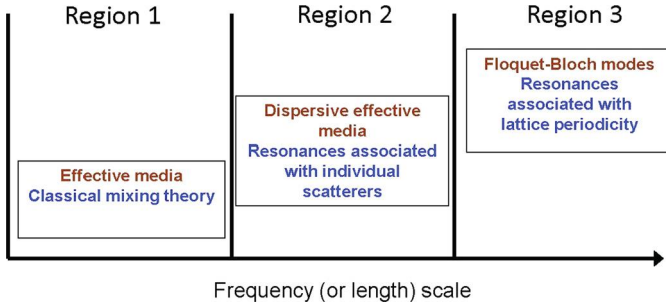 Region 1
Region 2
Region 3
Effective media
Classical mixing theory
Dispersive effective
media
Resonances associated
with individual
scatterers
Floquet-Bloch modes
Resonances
associated with
lattice periodicity
Frequency (or length) scale